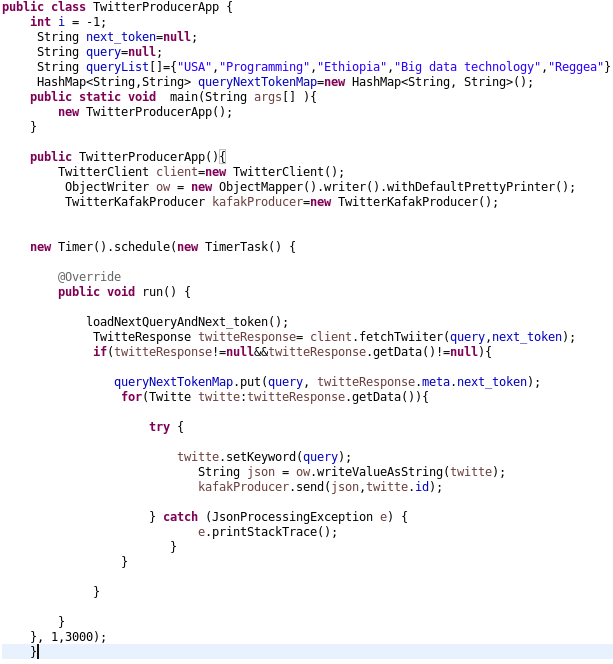 public class TwitterProducerApp {
    int i = -1;
     String next_token=null;
     String query=null;
     String queryList[]={"USA","Programming","Ethiopia","Big data technology","Reggea"}
     HashMap<String,String> queryNextTokenMap=new HashMap<String, String>();
    public static void  main(String args[] ){
        new TwitterProducerApp();
    }

    public TwitterProducerApp(){
        TwitterClient client=new TwitterClient();
         ObjectWriter ow = new ObjectMapper().writer().withDefaultPrettyPrinter();
         TwitterKafakProducer kafakProducer=new TwitterKafakProducer();


    new Timer().schedule(new TimerTask() {

        @Override
        public void run() {

            loadNextQueryAndNext_token();
             TwitteResponse twitteResponse= client.fetchTwiiter(query,next_token);
             if(twitteResponse!=null&&twitteResponse.getData()!=null){

                queryNextTokenMap.put(query, twitteResponse.meta.next_token);
                 for(Twitte twitte:twitteResponse.getData()){

                     try {

                         twitte.setKeyword(query);
                            String json = ow.writeValueAsString(twitte);
                            kafakProducer.send(json,twitte.id);

                     } catch (JsonProcessingException e) {
                            e.printStackTrace();
                        }
                 }

             }

        }
    }, 1,3000);
    }